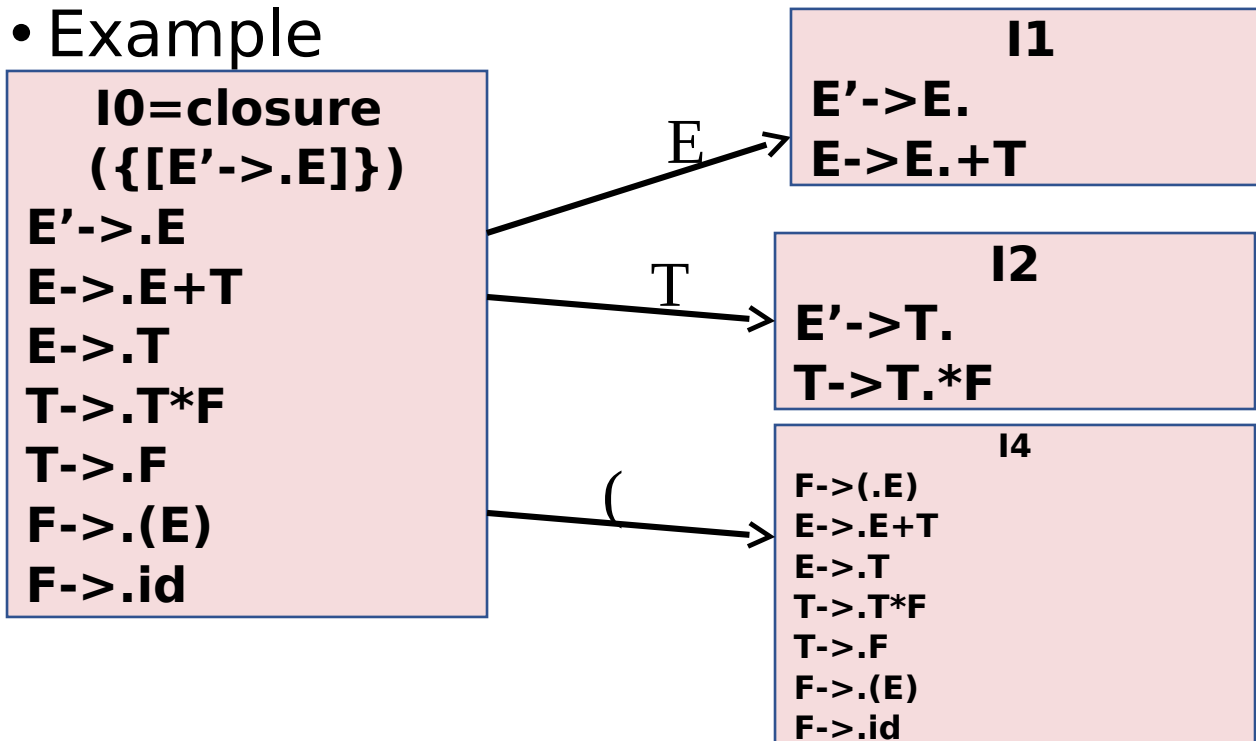 • Example
I0=closure
({[E’->.E]})
E’->.E
E->.E+T
E->.T
T->.T*F
T->.F
F->.(E)
F->.id
E
I1
E’->E.
E->E.+T
T
I2
E’->T.
T->T.*F
(
I4
F->(.E)
E->.E+T
E->.T
T->.T*F
T->.F
F->.(E)
F->.id